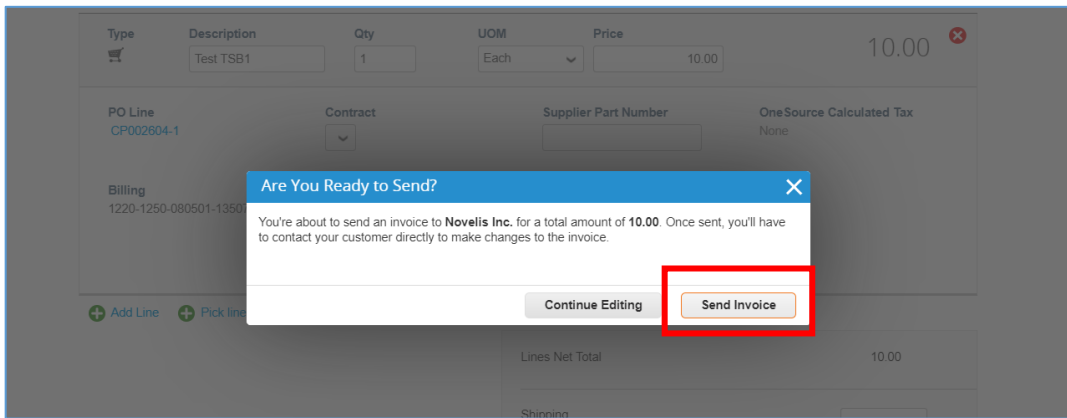 Type Description Qty UOM Price
Test TSB1 1 Each 10.00 10.00
PO Line Contract Supplier Part Number OneSource Calculated Tax
CP002604-1 None
Billing
Are You Ready to Send?
You're about to send an invoice to Novelis Inc. for a total amount of 10.00. Once sent, you'll have
to contact your customer directly to make changes to the invoice.
Continue Editing Send Invoice
Add Line Pick line
Lines Net Total 10.00
Shipping